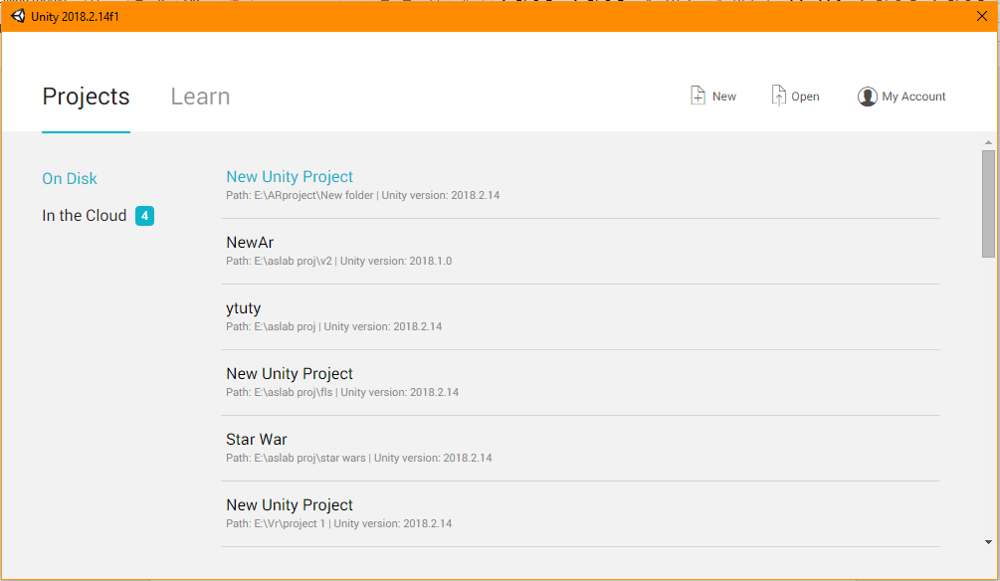 Unity 2018.2.14f1
Projects
Learn
New
Open
My Account
On Disk
In the Cloud 4
New Unity Project
Path: E:\ARproject\New folder | Unity version: 2018.2.14
NewAr
Path: E:\aslab proj\v2 | Unity version: 2018.1.0
ytuty
Path: E:\aslab proj | Unity version: 2018.2.14
New Unity Project
Path: E:\aslab proj\fls | Unity version: 2018.2.14
Star War
Path: E:\aslab proj\star wars | Unity version: 2018.2.14
New Unity Project
Path: E:\Vr\project 1 | Unity version: 2018.2.14